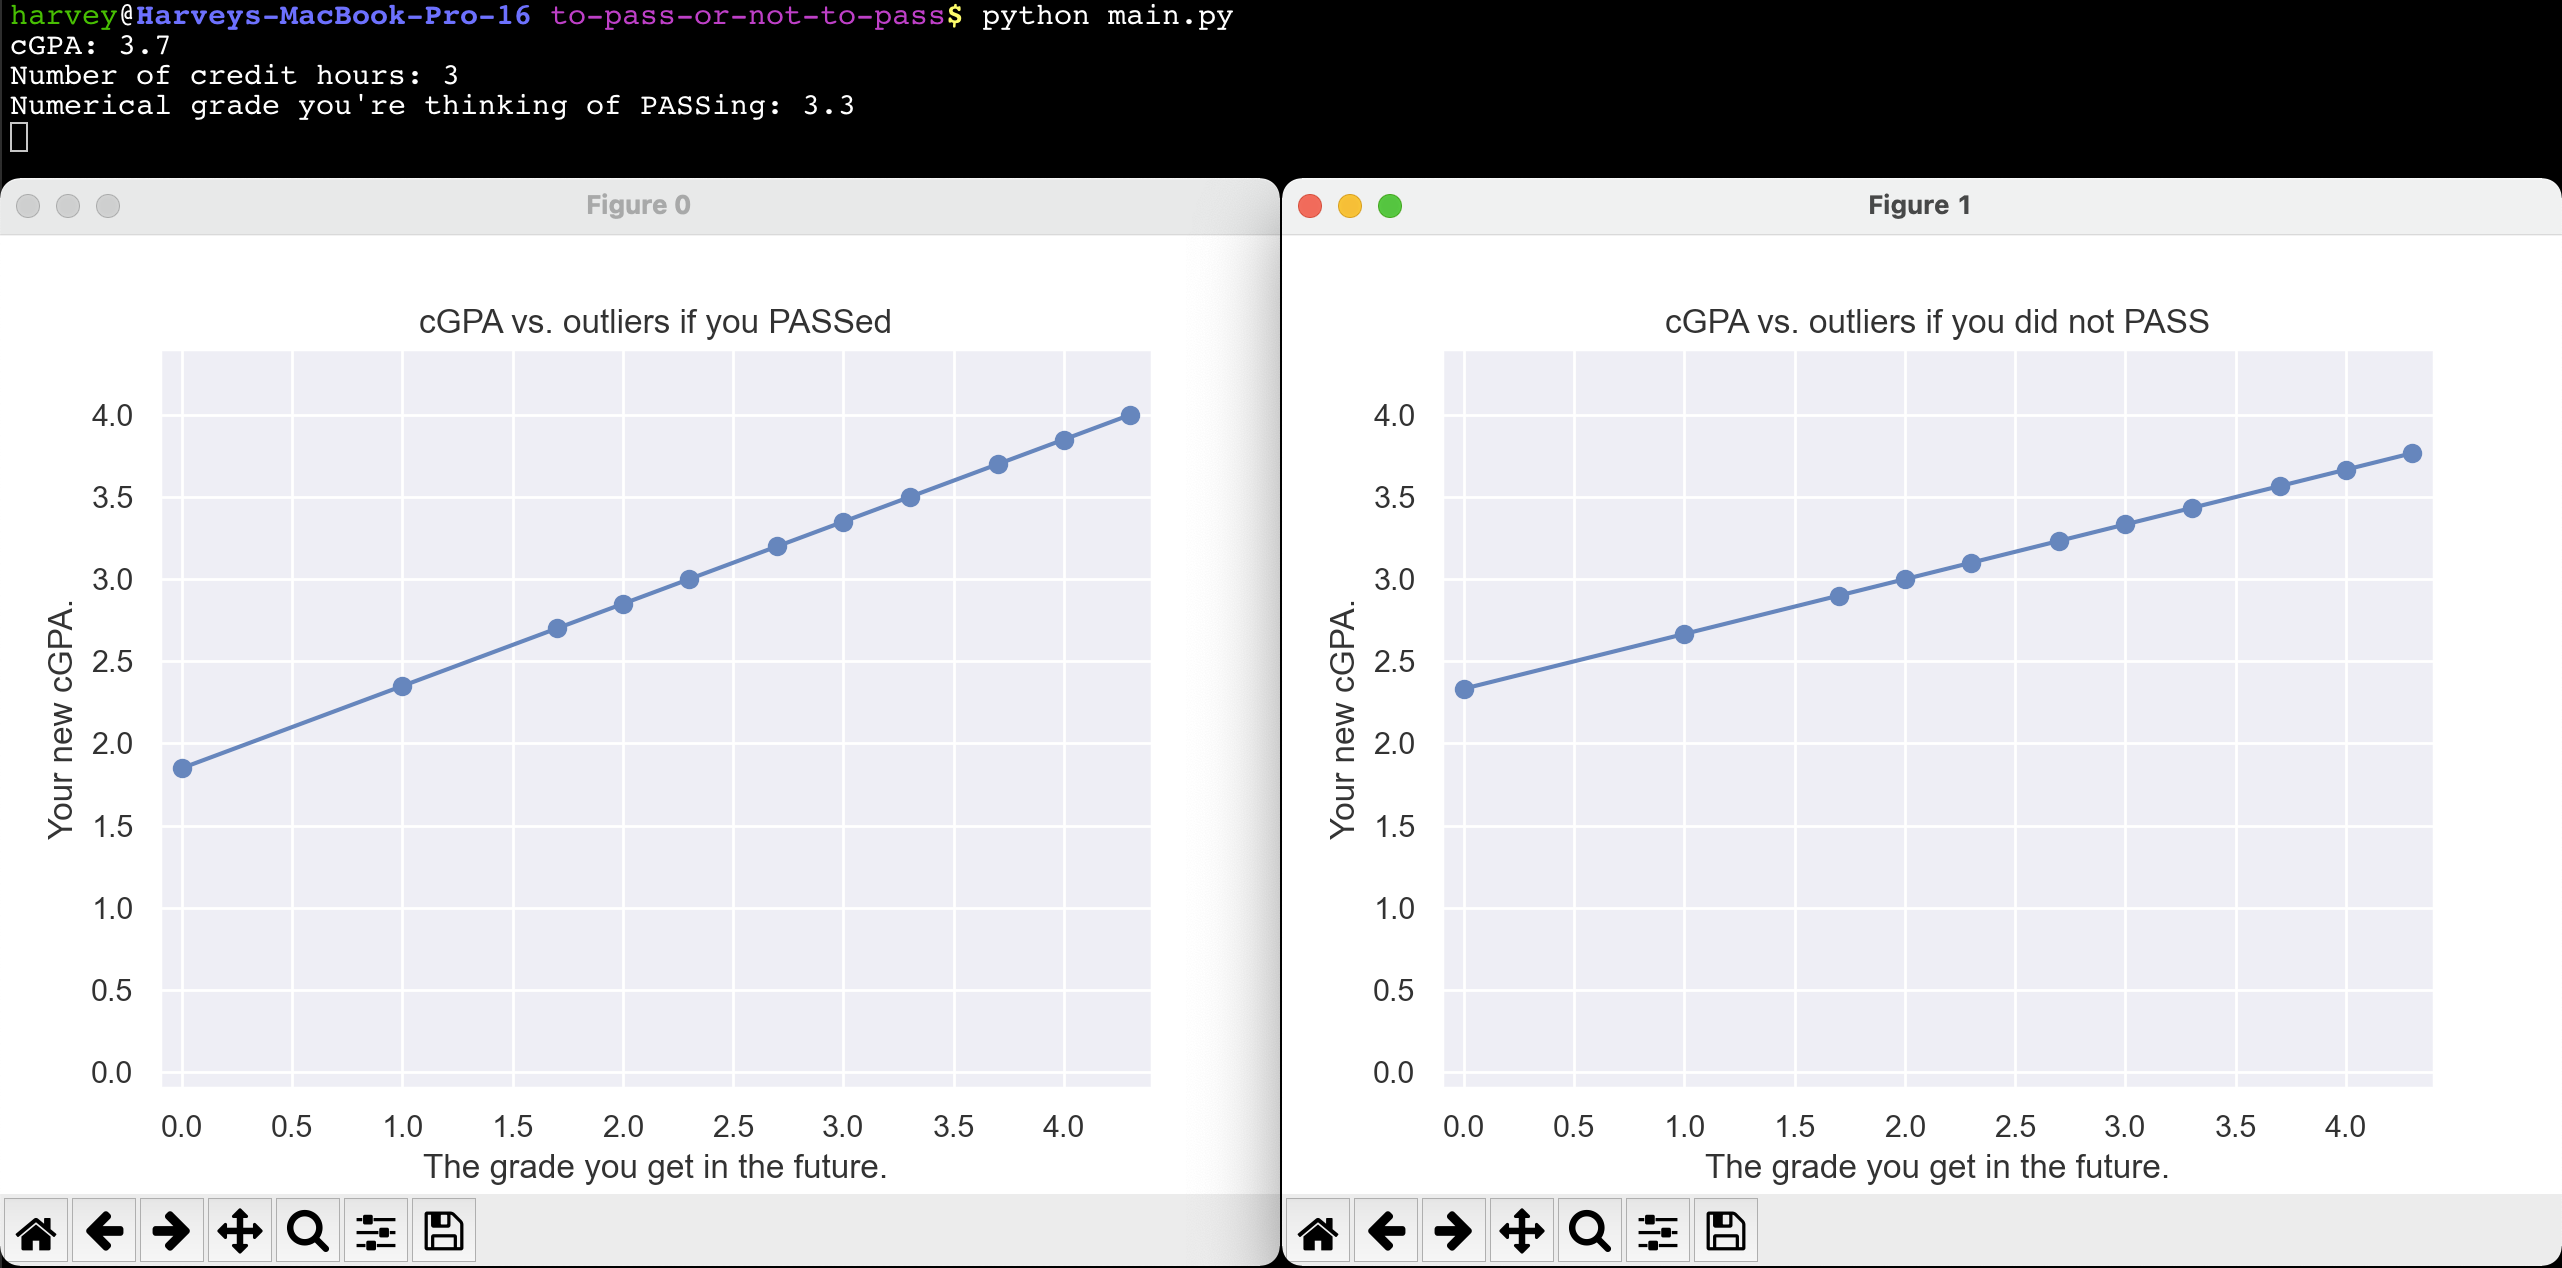 harvey@Harveys-MacBook-Pro-16 to-pass-or-not-to-pass$ python main.py
cGPA: 3.7
Number of credit hours: 3
Numerical grade you're thinking of PASSing: 3.3
Figure 0
cGPA vs. outliers if you PASSed
Your new cGPA.
4.0
3.5
3.0
2.5
2.0
1.5
1.0
0.5
0.0
0.0 0.5 1.0 1.5 2.0 2.5 3.0 3.5 4.0
The grade you get in the future.
Figure 1
cGPA vs. outliers if you did not PASS
Your new cGPA.
4.0
3.5
3.0
2.5
2.0
1.5
1.0
0.5
0.0
0.0 0.5 1.0 1.5 2.0 2.5 3.0 3.5 4.0
The grade you get in the future.